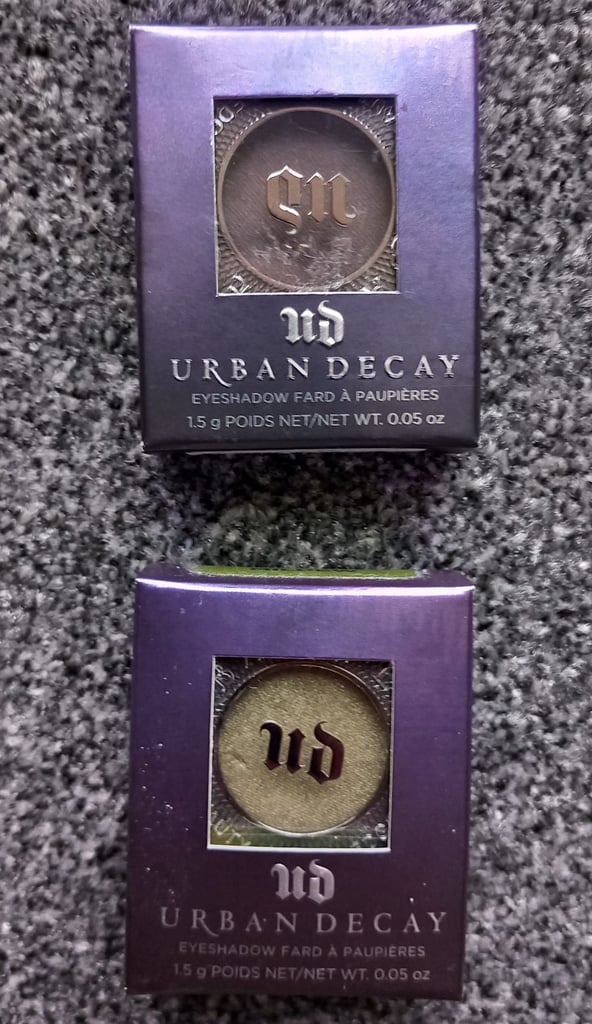 ud
ud
URBAN DECAY
EYESHADOW FARD À PAUPIÈRES
1.5 g POIDS NET/NET WT. 0.05 oz
ud
ud
URBAN DECAY
EYESHADOW FARD À PAUPIÈRES
1.5 g POIDS NET/NET WT. 0.05 oz